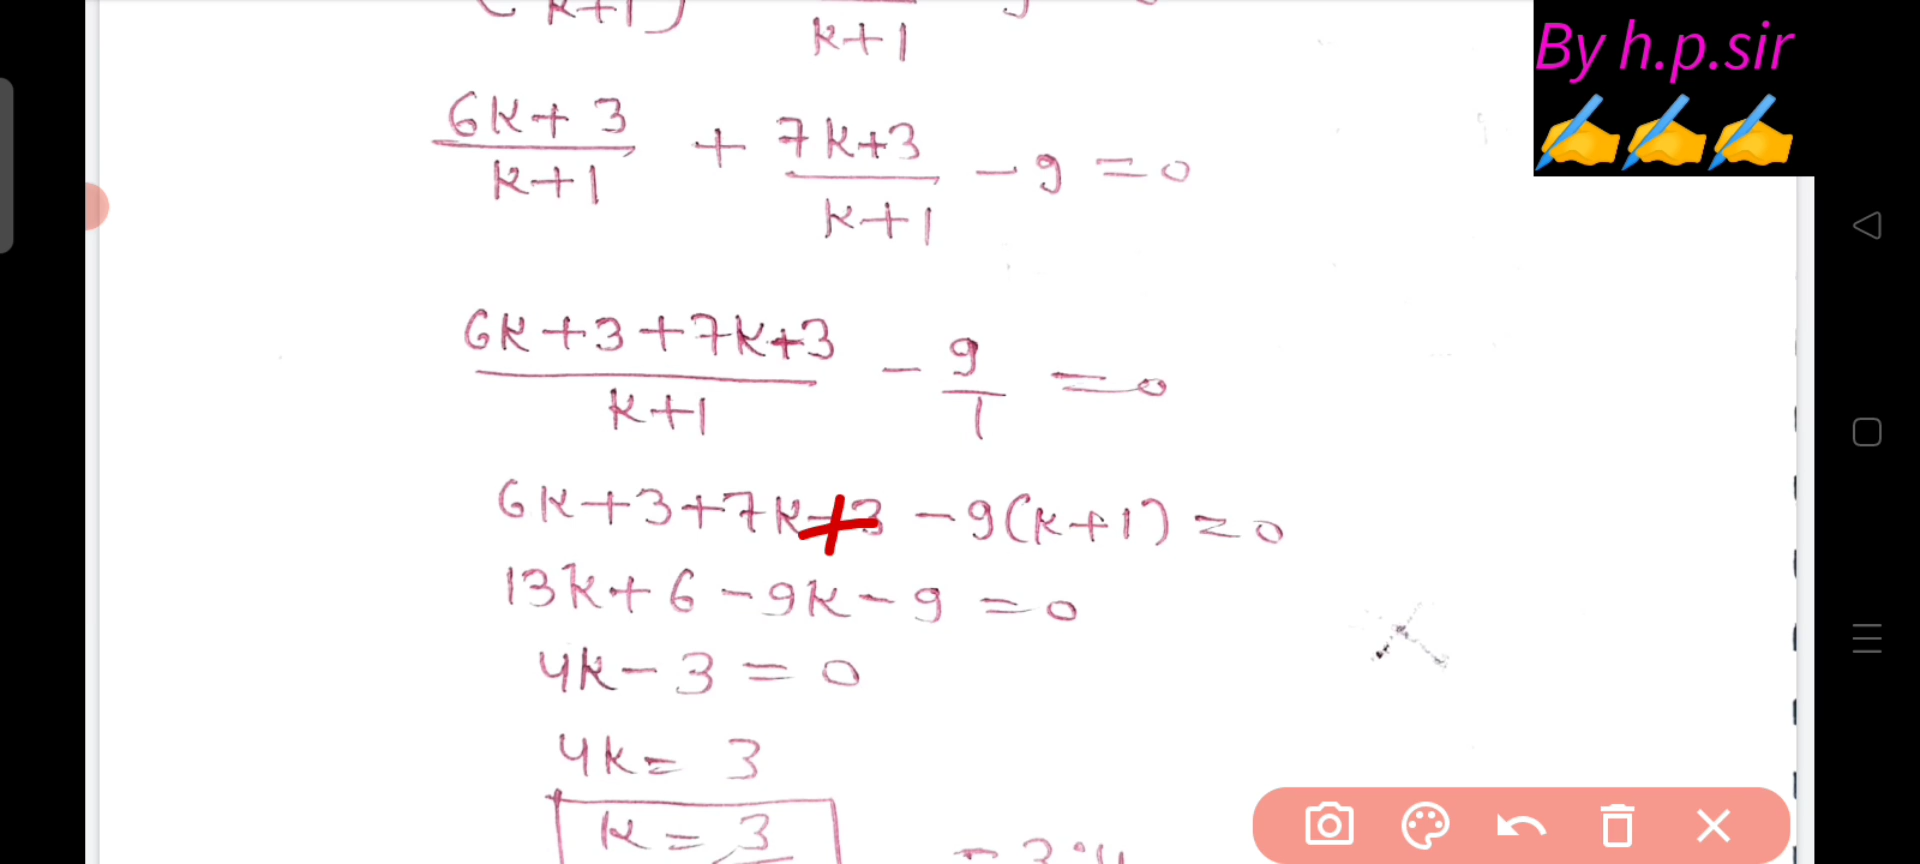 k+1)
k+1
By h.p.sir
6k+3/k+1 + 7k+3/k+1 - 9 = 0
6k+3+7k+3/k+1 - 9/1 = 0
6k+3+7k+3 - 9(k+1) = 0
13k+6-9k-9 = 0
4k-3 = 0
4k = 3
k = 3